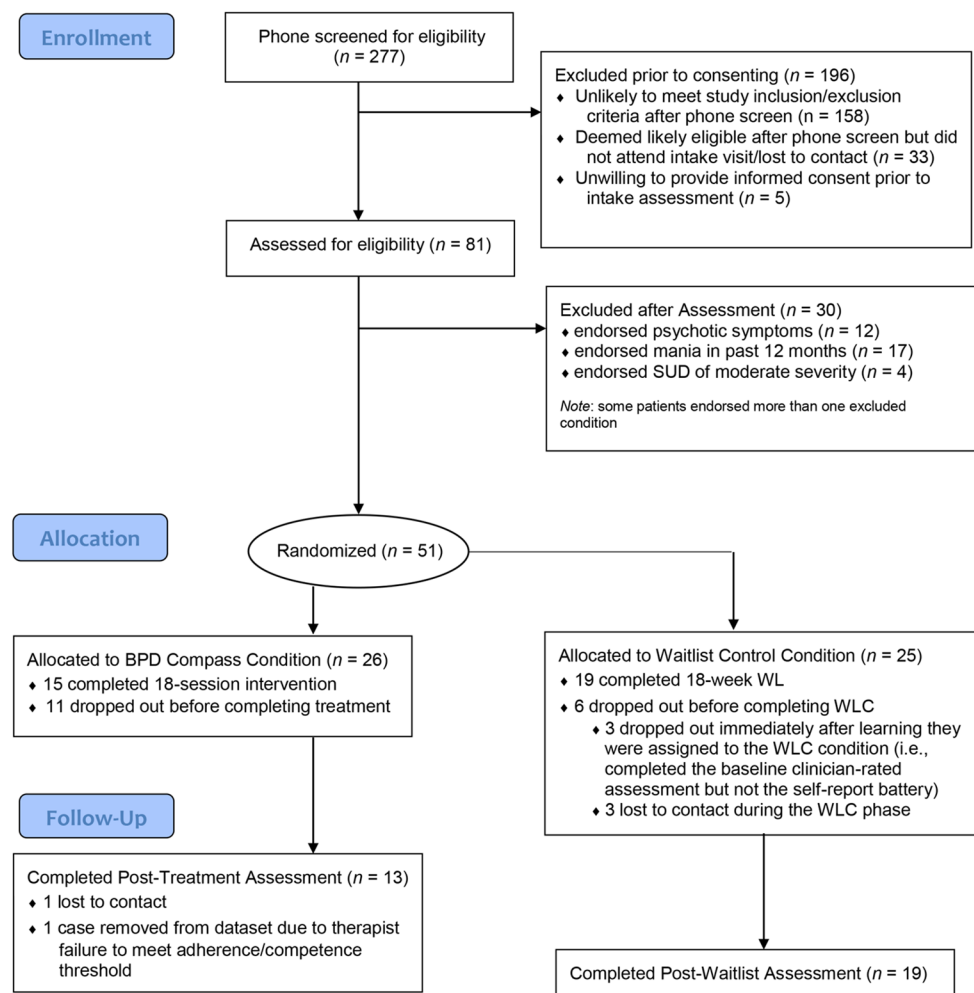 Enrollment
Phone screened for eligibility
(n = 277)
Excluded prior to consenting (n = 196)
♦ Unlikely to meet study inclusion/exclusion
criteria after phone screen (n = 158)
♦ Deemed likely eligible after phone screen but did
not attend intake visit/lost to contact (n = 33)
♦ Unwilling to provide informed consent prior to
intake assessment (n = 5)
Assessed for eligibility (n = 81)
Excluded after Assessment (n = 30)
♦ endorsed psychotic symptoms (n = 12)
♦ endorsed mania in past 12 months (n = 17)
♦ endorsed SUD of moderate severity (n = 4)
Note: some patients endorsed more than one excluded
condition
Allocation
Randomized (n = 51)
Allocated to BPD Compass Condition (n = 26)
♦ 15 completed 18-session intervention
♦ 11 dropped out before completing treatment
Allocated to Waitlist Control Condition (n = 25)
♦ 19 completed 18-week WL
♦ 6 dropped out before completing WLC
♦ 3 dropped out immediately after learning they
were assigned to the WLC condition (i.e.,
completed the baseline clinician-rated
assessment but not the self-report battery)
♦ 3 lost to contact during the WLC phase
Follow-Up
Completed Post-Treatment Assessment (n = 13)
♦ 1 lost to contact
♦ 1 case removed from dataset due to therapist
failure to meet adherence/competence
threshold
Completed Post-Waitlist Assessment (n = 19)